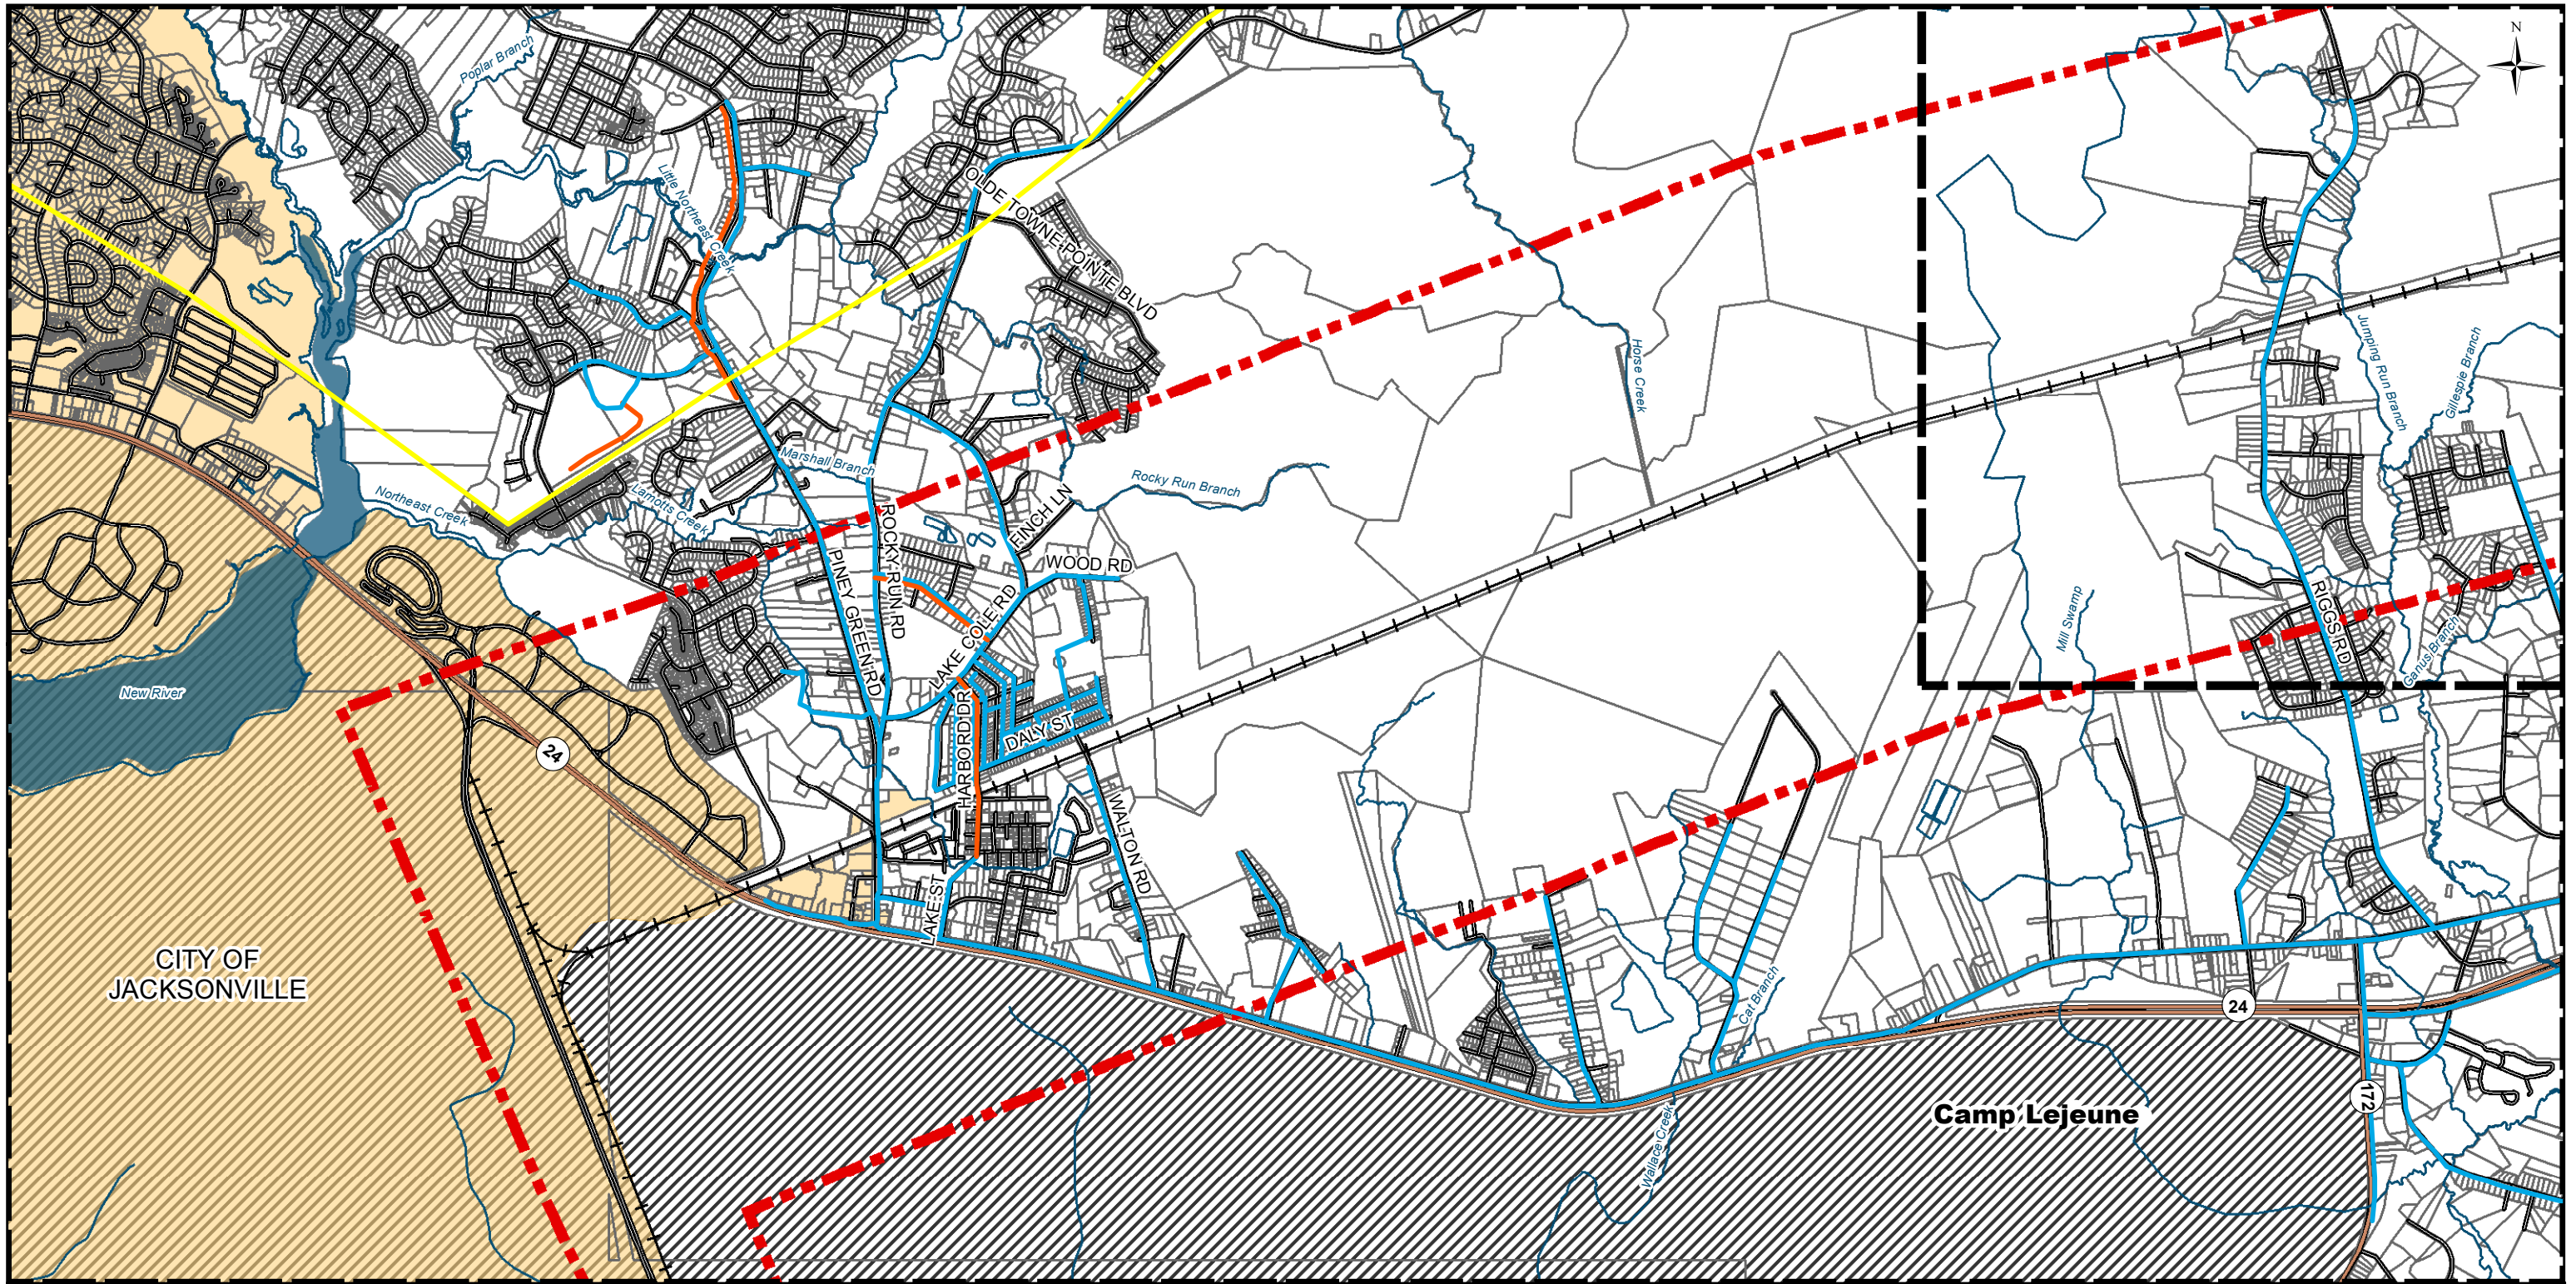 N
Poplar Branch
Little Northeast Creek
OLDE TOWNE POINTE BLVD
Horse Creek
Jumping Run Branch
Gillespie Branch
Marshall Branch
Rocky Run Branch
Northeast Creek
Lamotts Creek
FINCH LN
ROCKY RUN RD
WOOD RD
PINEY GREEN RD
LAKE COLE RD
Mill Swamp
RIGGS RD
Ganus Branch
New River
HARBOR DR
DALY ST
24
WALTON RD
LAKE ST
CITY OF
JACKSONVILLE
Cat Branch
24
172
Camp Lejeune
Wallace Creek